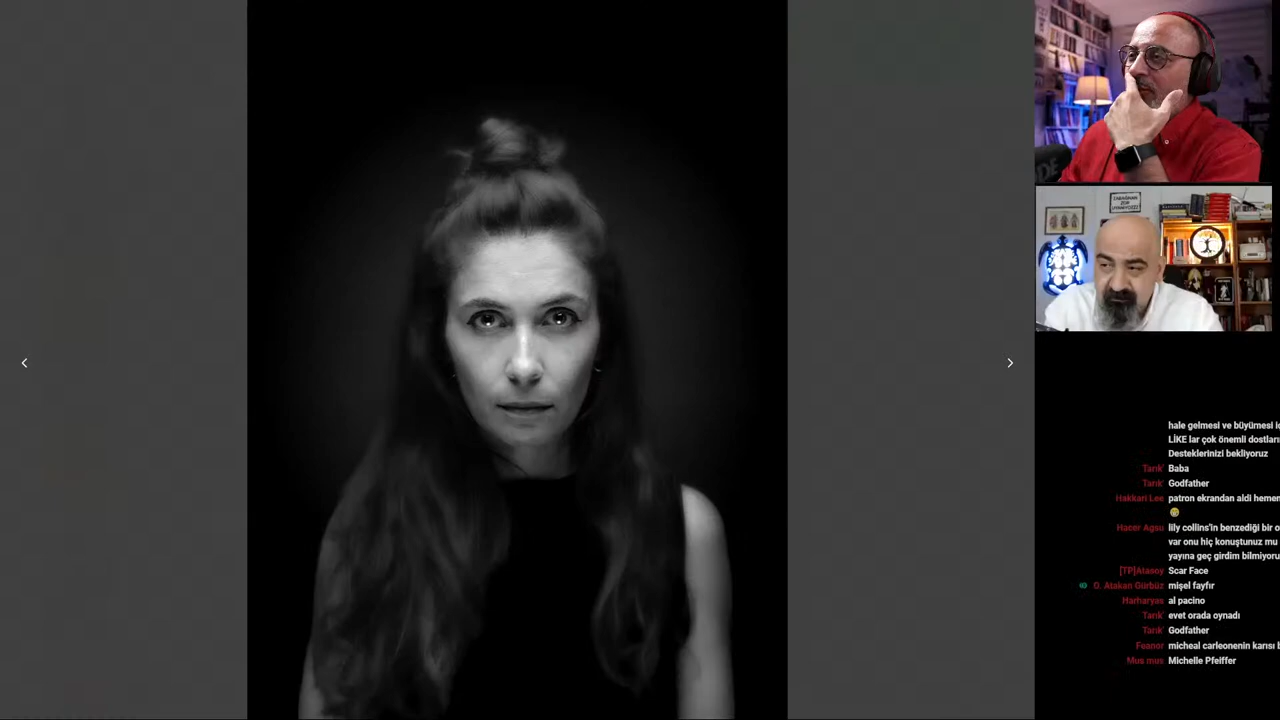 hale gelmesi ve büyümesi iç
LİKE lar çok önemli dostları
Desteklerinizi bekliyoruz
Tarık' Baba
Tarık' Godfather
Hakkari Lee patron ekrandan aldi hemen
Hacer Agsu lily collins'in benzediği bir o
var onu hiç konuştunuz mu
yayına geç girdim bilmiyoru
[TP]Atasoy Scar Face
D. Atakan Gürbüz mişel fayfır
Harharyas al pacino
Tarık' evet orada oynadı
Tarık' Godfather
Feanor micheal carleonenin karısı b
Mus mus Michelle Pfeiffer